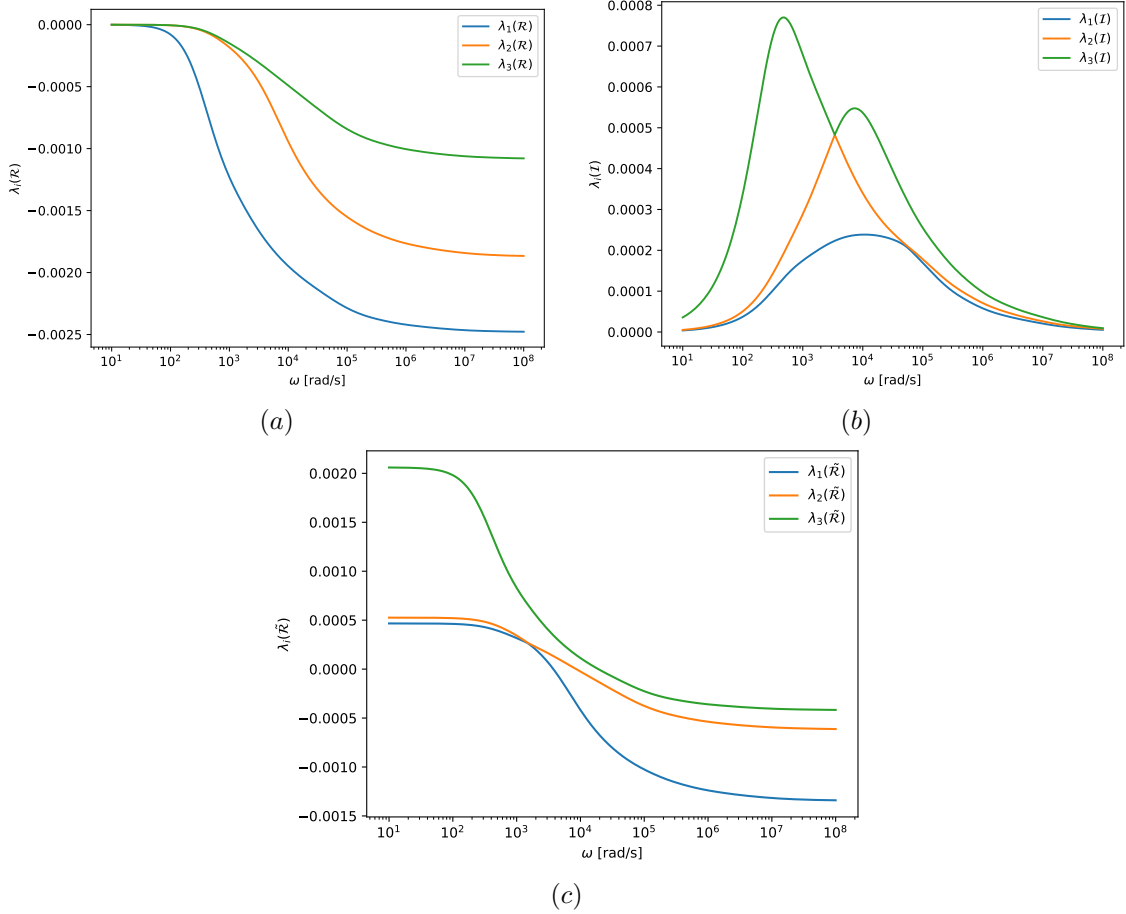 0.0000
−0.0005
−0.0010
−0.0015
−0.0020
−0.0025
λᵢ(ℛ)
λ₁(ℛ)
λ₂(ℛ)
λ₃(ℛ)
10¹ 10² 10³ 10⁴ 10⁵ 10⁶ 10⁷ 10⁸
ω [rad/s]
(a)
0.0008
0.0007
0.0006
0.0005
0.0004
0.0003
0.0002
0.0001
0.0000
λᵢ(ℐ)
λ₁(ℐ)
λ₂(ℐ)
λ₃(ℐ)
10¹ 10² 10³ 10⁴ 10⁵ 10⁶ 10⁷ 10⁸
ω [rad/s]
(b)
0.0020
0.0015
0.0010
0.0005
0.0000
−0.0005
−0.0010
−0.0015
λᵢ(ℛ̃)
λ₁(ℛ̃)
λ₂(ℛ̃)
λ₃(ℛ̃)
10¹ 10² 10³ 10⁴ 10⁵ 10⁶ 10⁷ 10⁸
ω [rad/s]
(c)